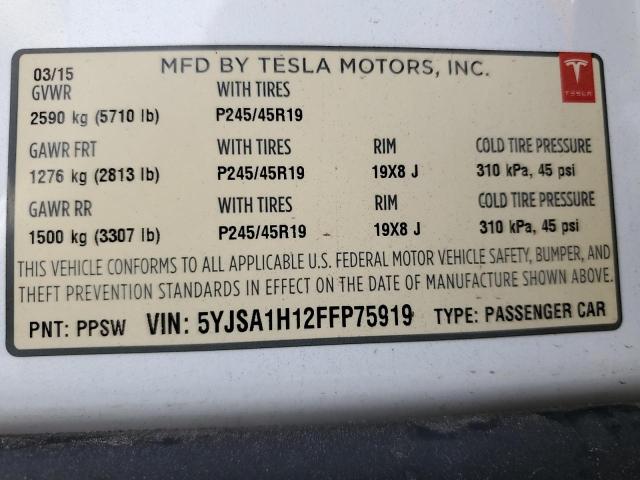 03/15 MFD BY TESLA MOTORS, INC.
TESLA
GVWR WITH TIRES
2590 kg (5710 lb) P245/45R19
GAWR FRT WITH TIRES RIM COLD TIRE PRESSURE
1276 kg (2813 lb) P245/45R19 19X8 J 310 kPa, 45 psi
GAWR RR WITH TIRES RIM COLD TIRE PRESSURE
1500 kg (3307 lb) P245/45R19 19X8 J 310 kPa, 45 psi
THIS VEHICLE CONFORMS TO ALL APPLICABLE U.S. FEDERAL MOTOR VEHICLE SAFETY, BUMPER, AND
THEFT PREVENTION STANDARDS IN EFFECT ON THE DATE OF MANUFACTURE SHOWN ABOVE.
PNT: PPSW VIN: 5YJSA1H12FFP75919 TYPE: PASSENGER CAR